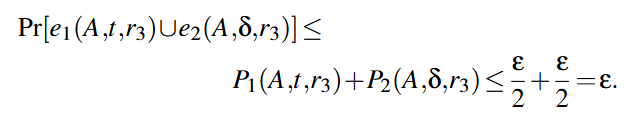 Pr[e₁(A,t,r₃)∪e₂(A,δ,r₃)] ≤
P₁(A,t,r₃)+P₂(A,δ,r₃) ≤ ε/2 + ε/2 = ε.